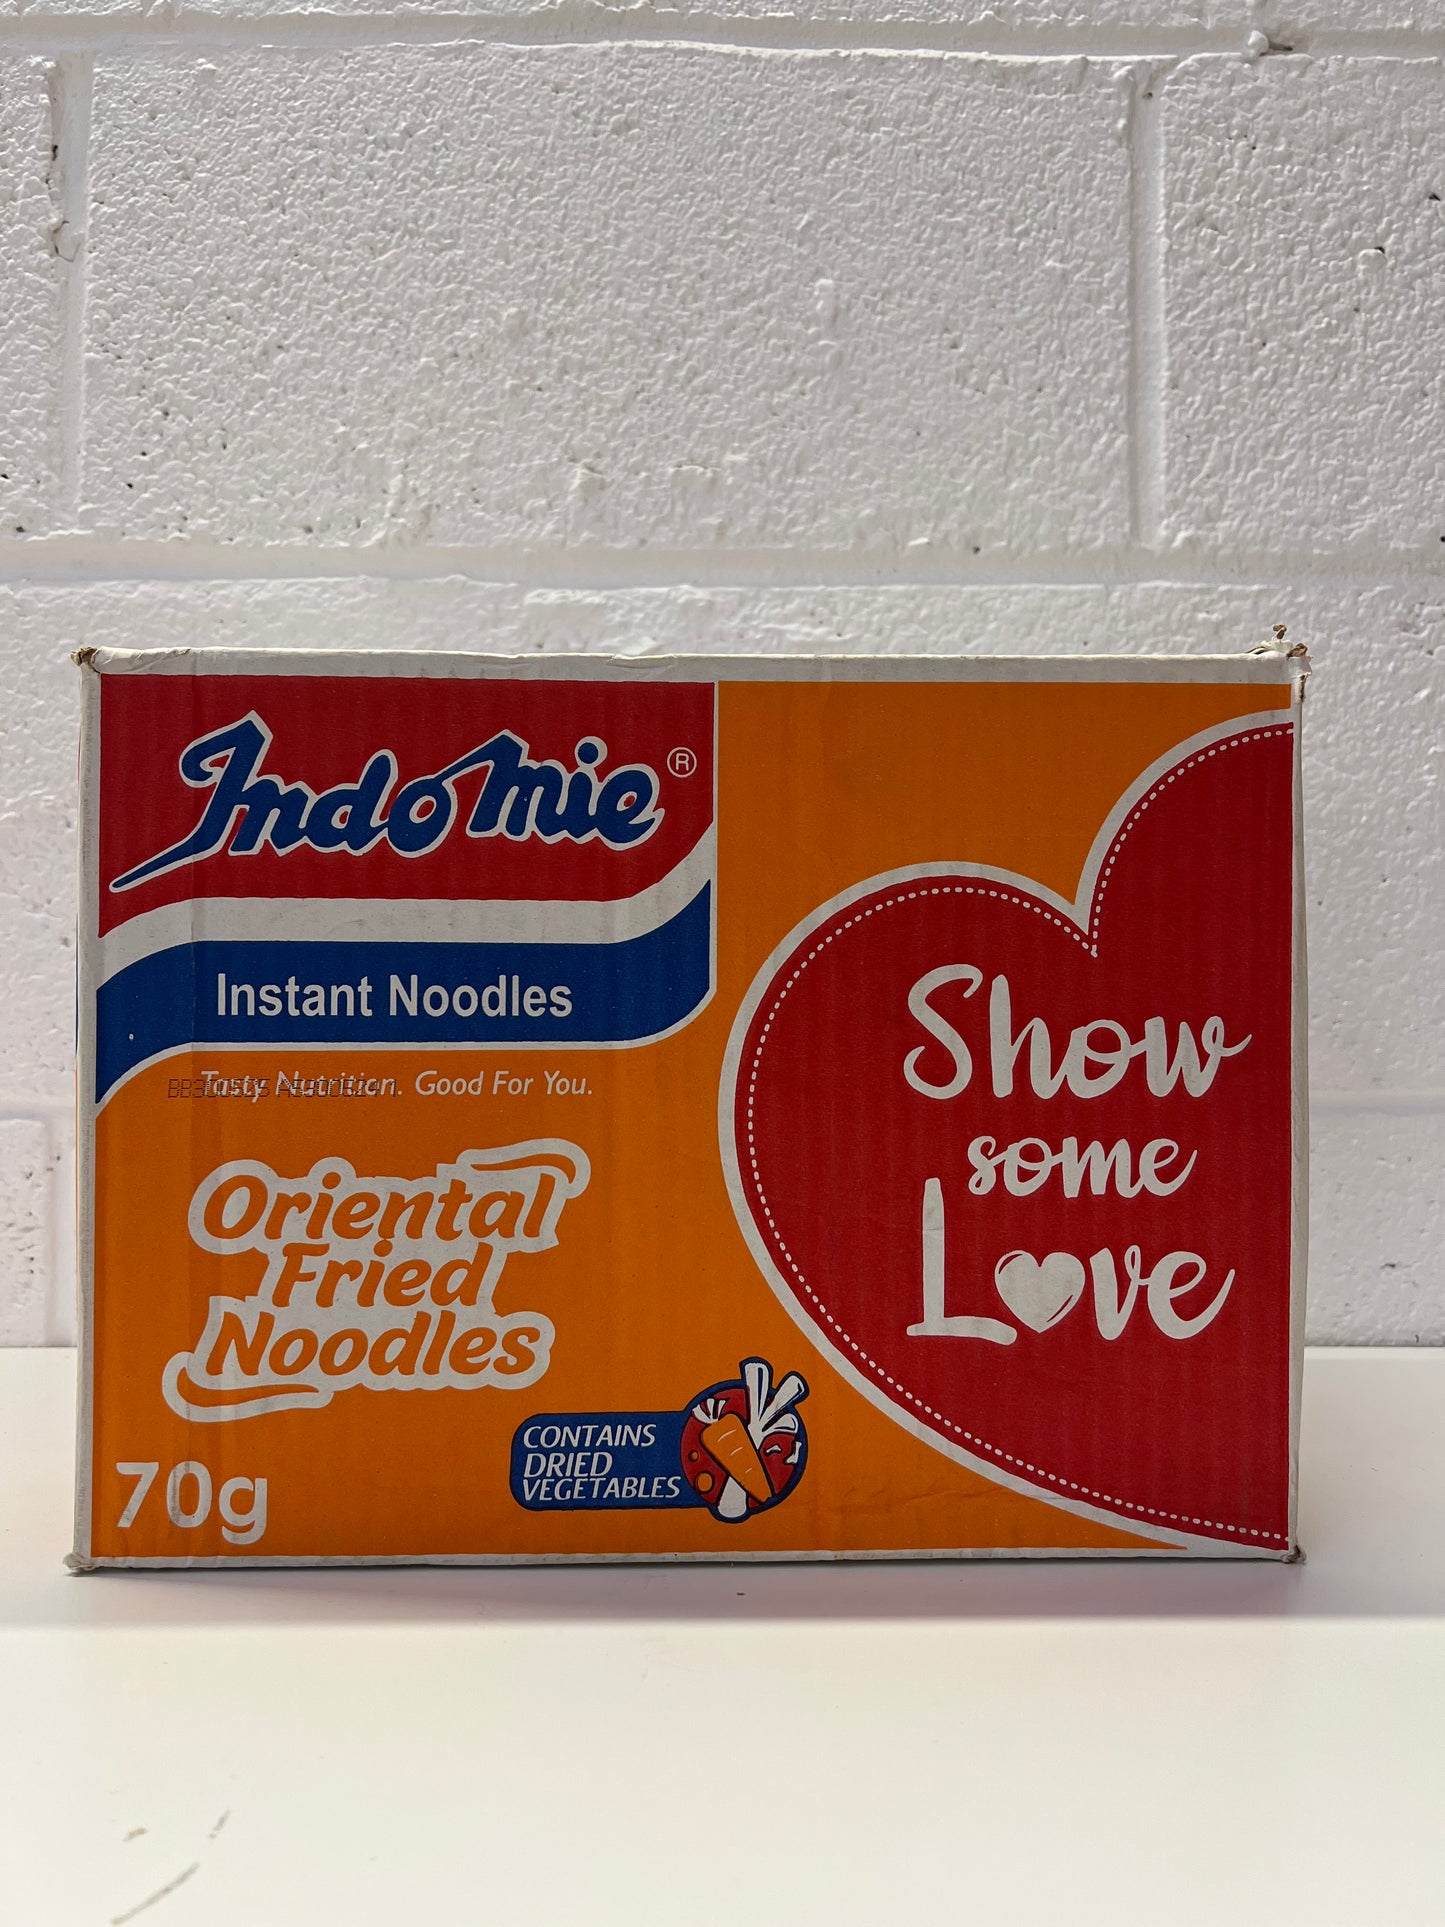 Indomie®
Instant Noodles
Tasty Nutrition. Good For You.
Oriental
Fried
Noodles
70g
CONTAINS
DRIED
VEGETABLES
Show
some
Love